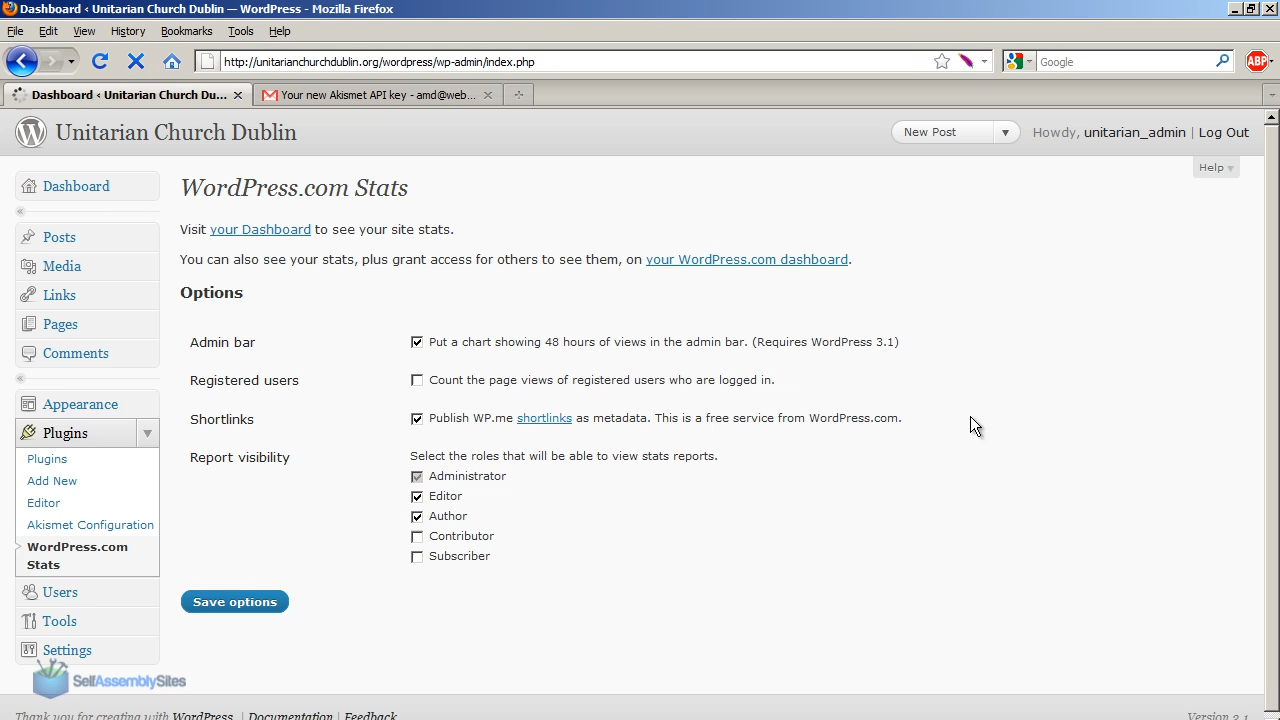 Dashboard ‹ Unitarian Church Dublin — WordPress - Mozilla Firefox
File Edit View History Bookmarks Tools Help
http://unitarianchurchdublin.org/wordpress/wp-admin/index.php
Google
ABP
Dashboard ‹ Unitarian Church Du...
Your new Akismet API key - amd@web...
Unitarian Church Dublin
New Post
Howdy, unitarian_admin | Log Out
Help
Dashboard
Posts
Media
Links
Pages
Comments
Appearance
Plugins
Plugins
Add New
Editor
Akismet Configuration
WordPress.com
Stats
Users
Tools
Settings
WordPress.com Stats
Visit your Dashboard to see your site stats.
You can also see your stats, plus grant access for others to see them, on your WordPress.com dashboard.
Options
Admin bar
Put a chart showing 48 hours of views in the admin bar. (Requires WordPress 3.1)
Registered users
Count the page views of registered users who are logged in.
Shortlinks
Publish WP.me shortlinks as metadata. This is a free service from WordPress.com.
Report visibility
Select the roles that will be able to view stats reports.
Administrator
Editor
Author
Contributor
Subscriber
Save options
SelfAssemblySites
Thank you for creating with WordPress. | Documentation | Feedback
Version 3.1